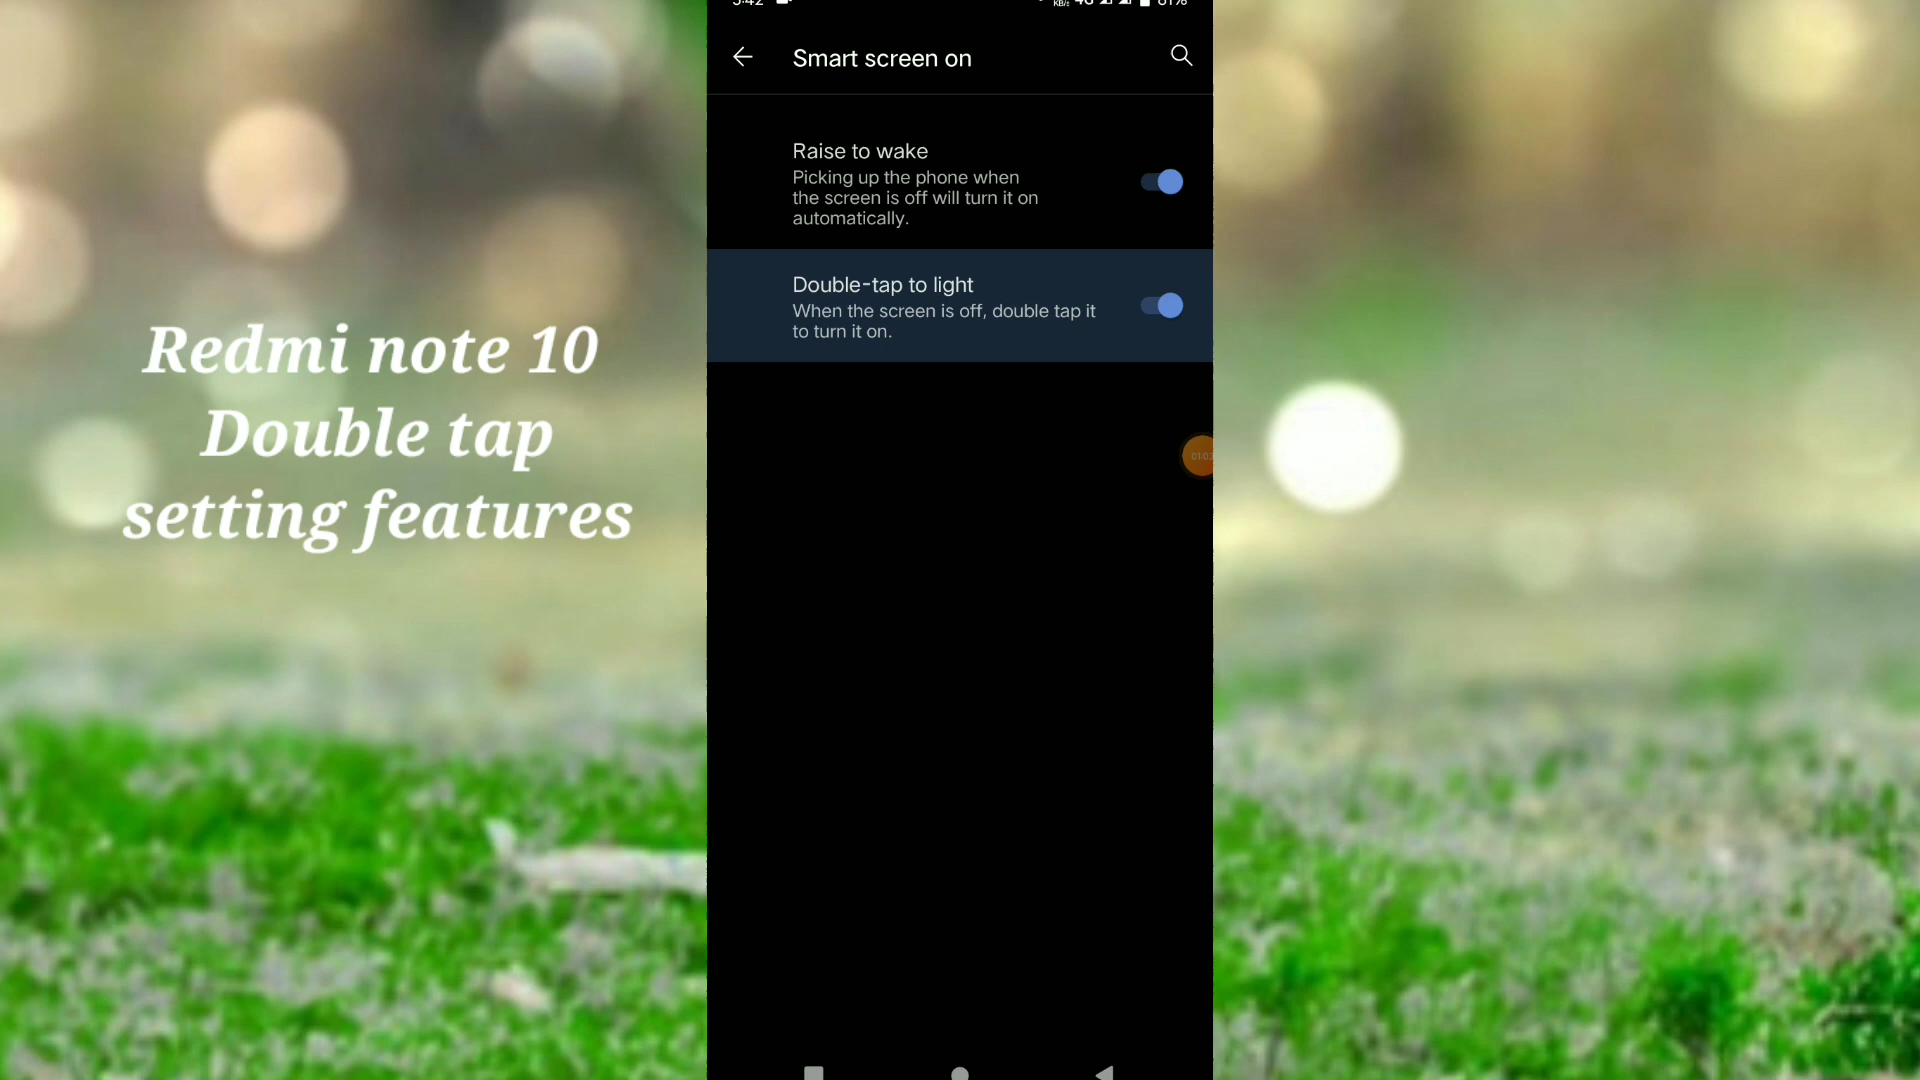 Smart screen on
Raise to wake
Picking up the phone when
the screen is off will turn it on
automatically.
Double-tap to light
When the screen is off, double tap it
to turn it on.
Redmi note 10
Double tap
setting features